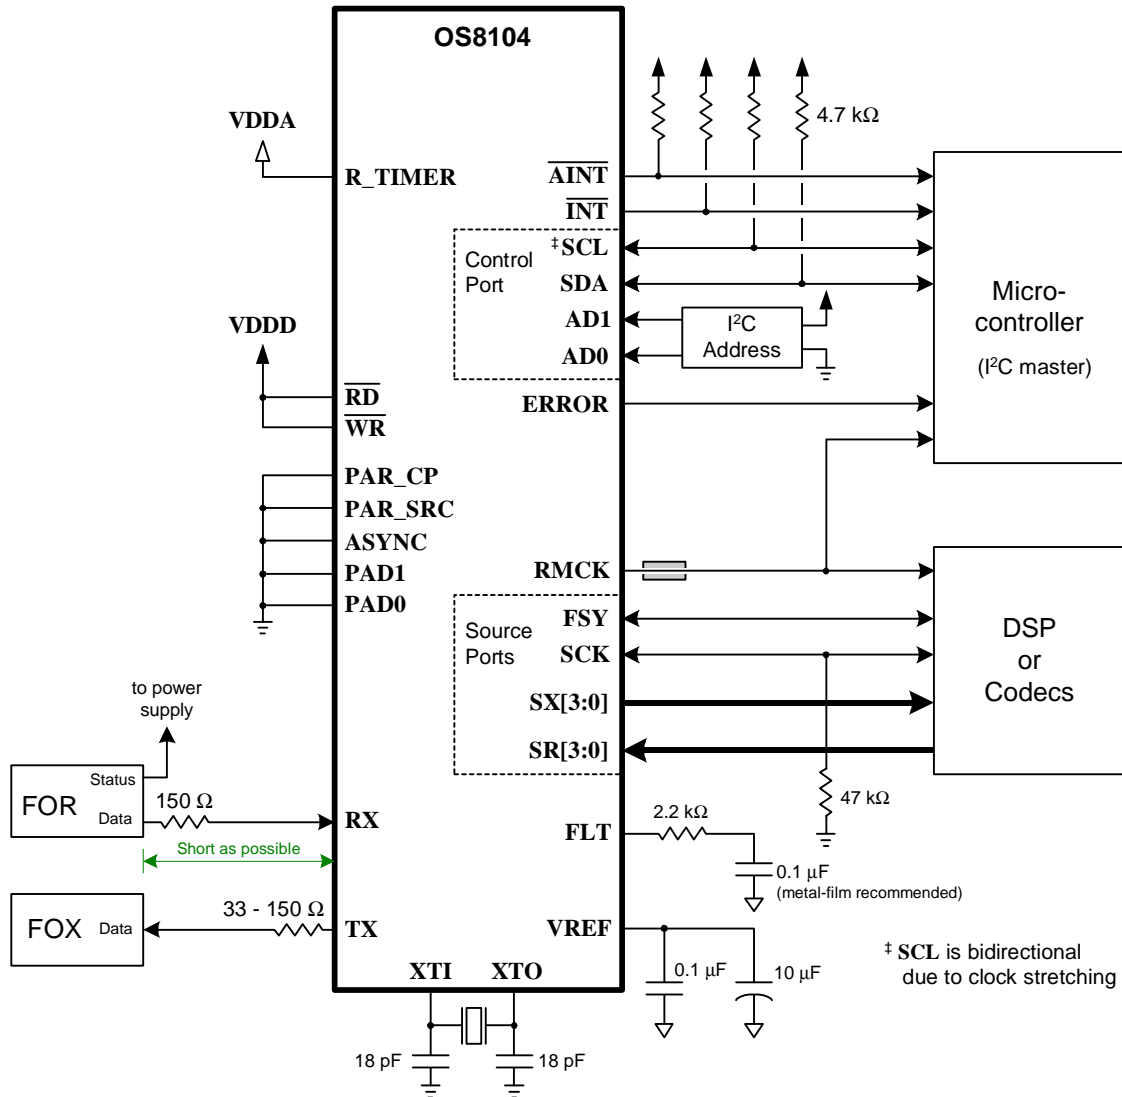 OS8104
VDDA
R_TIMER
VDDD
RD
WR
PAR_CP
PAR_SRC
ASYNC
PAD1
PAD0
to power
supply
FOR
Status
Data
150 Ω
RX
Short as possible
FOX
Data
33 - 150 Ω
TX
XTI
XTO
18 pF
18 pF
4.7 kΩ
AINT
INT
Control
Port
‡SCL
SDA
AD1
AD0
I²C
Address
ERROR
Micro-
controller
(I²C master)
RMCK
Source
Ports
FSY
SCK
SX[3:0]
SR[3:0]
DSP
or
Codecs
47 kΩ
FLT
2.2 kΩ
0.1 μF
(metal-film recommended)
VREF
0.1 μF
10 μF
‡ SCL is bidirectional
due to clock stretching